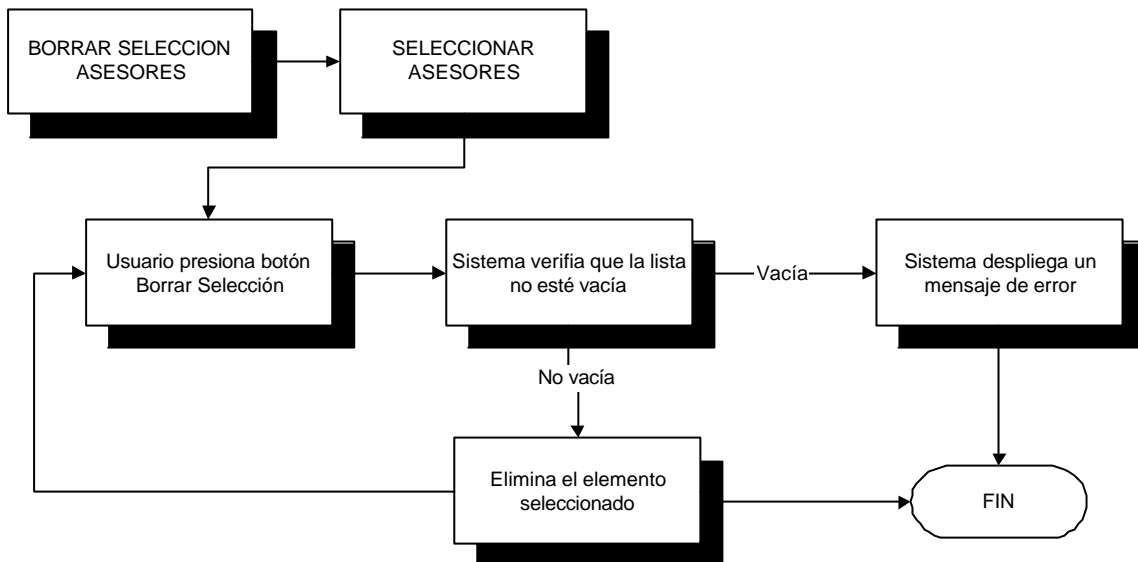 BORRAR SELECCION
ASESORES
SELECCIONAR
ASESORES
Usuario presiona botón
Borrar Selección
Sistema verifia que la lista
no esté vacía
Vacía
Sistema despliega un
mensaje de error
No vacía
Elimina el elemento
seleccionado
FIN